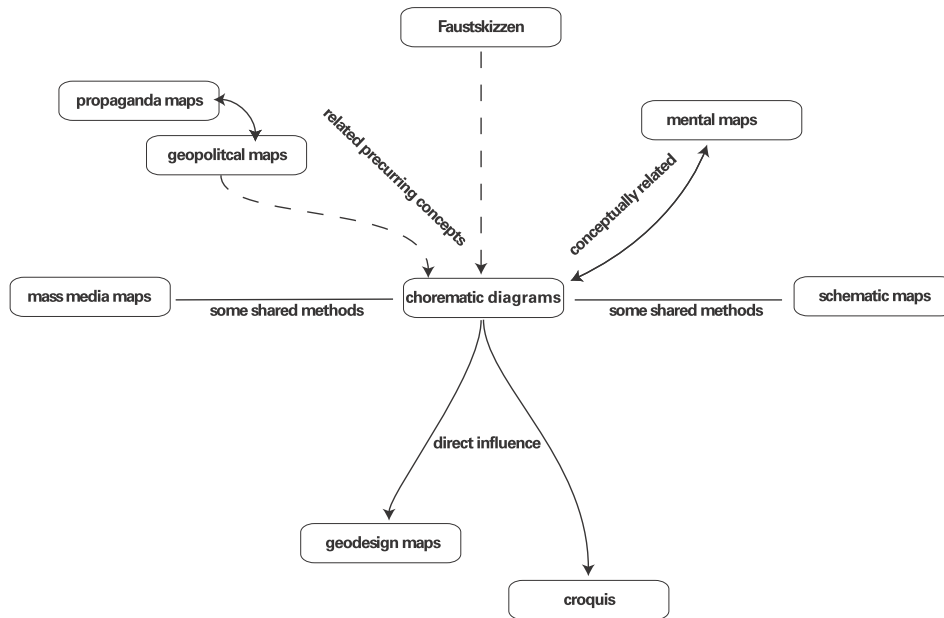 Faustskizzen
propaganda maps
mental maps
geopolitcal maps
related precurring concepts
conceptually related
mass media maps
some shared methods
chorematic diagrams
some shared methods
schematic maps
direct influence
geodesign maps
croquis